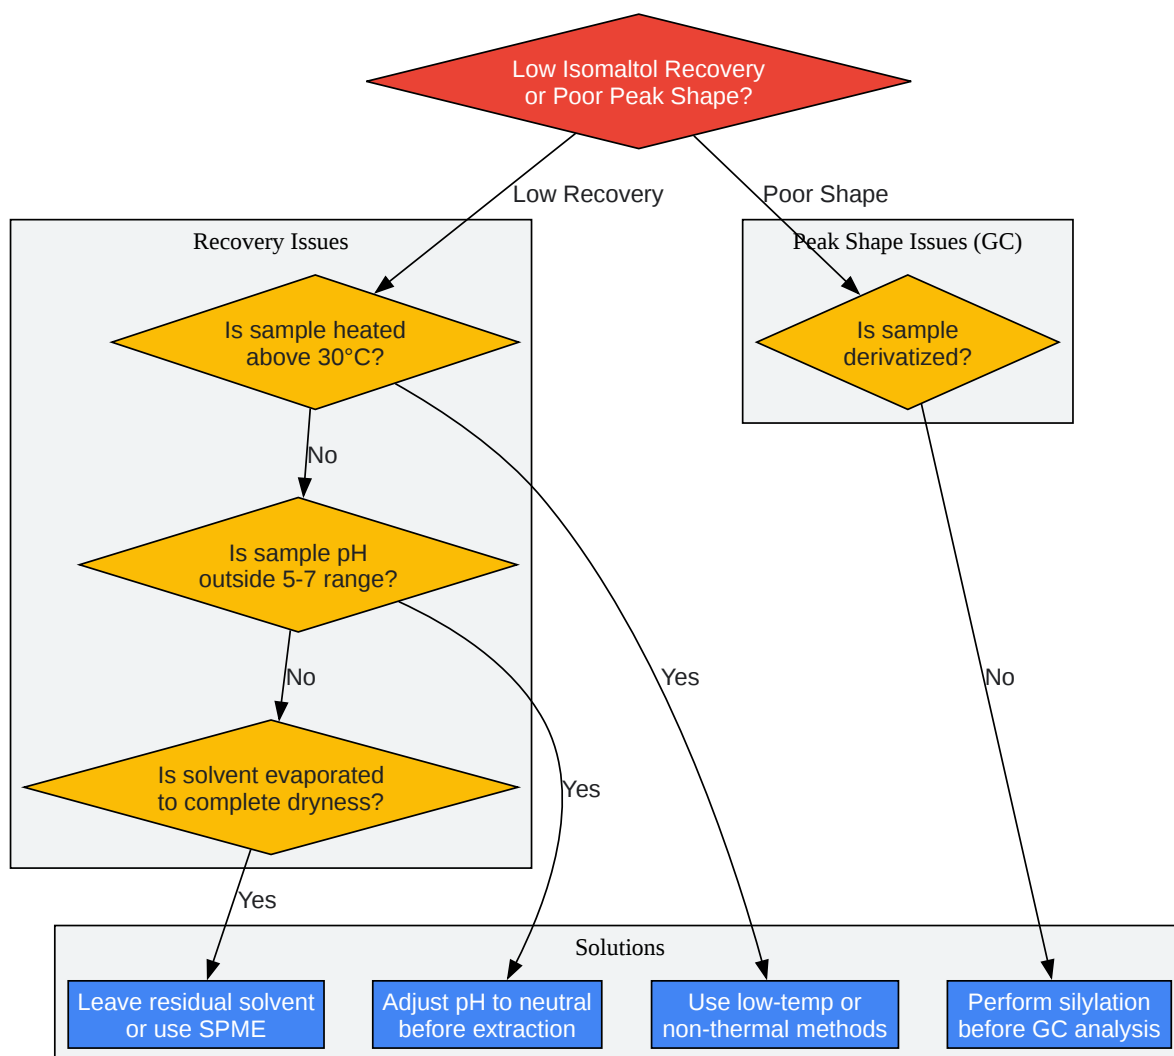 Low Isomaltol Recovery
or Poor Peak Shape?
Low Recovery
Poor Shape
Recovery Issues
Peak Shape Issues (GC)
Is sample heated
above 30°C?
Is sample
derivatized?
No
Is sample pH
outside 5-7 range?
No
Yes
No
Is solvent evaporated
to complete dryness?
Yes
Yes
Solutions
Leave residual solvent
or use SPME
Adjust pH to neutral
before extraction
Use low-temp or
non-thermal methods
Perform silylation
before GC analysis